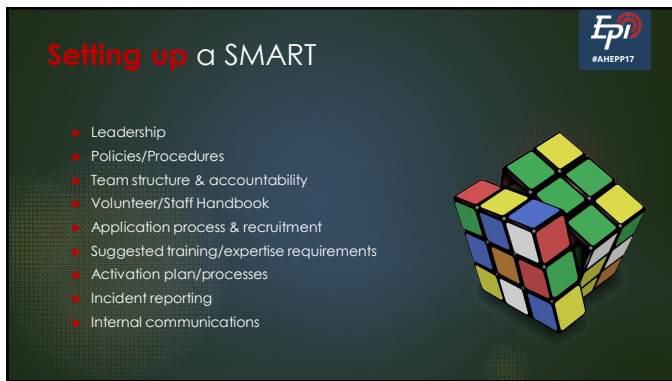 Epi
#AHEPP17
Setting up a SMART
Leadership
Policies/Procedures
Team structure & accountability
Volunteer/Staff Handbook
Application process & recruitment
Suggested training/expertise requirements
Activation plan/processes
Incident reporting
Internal communications